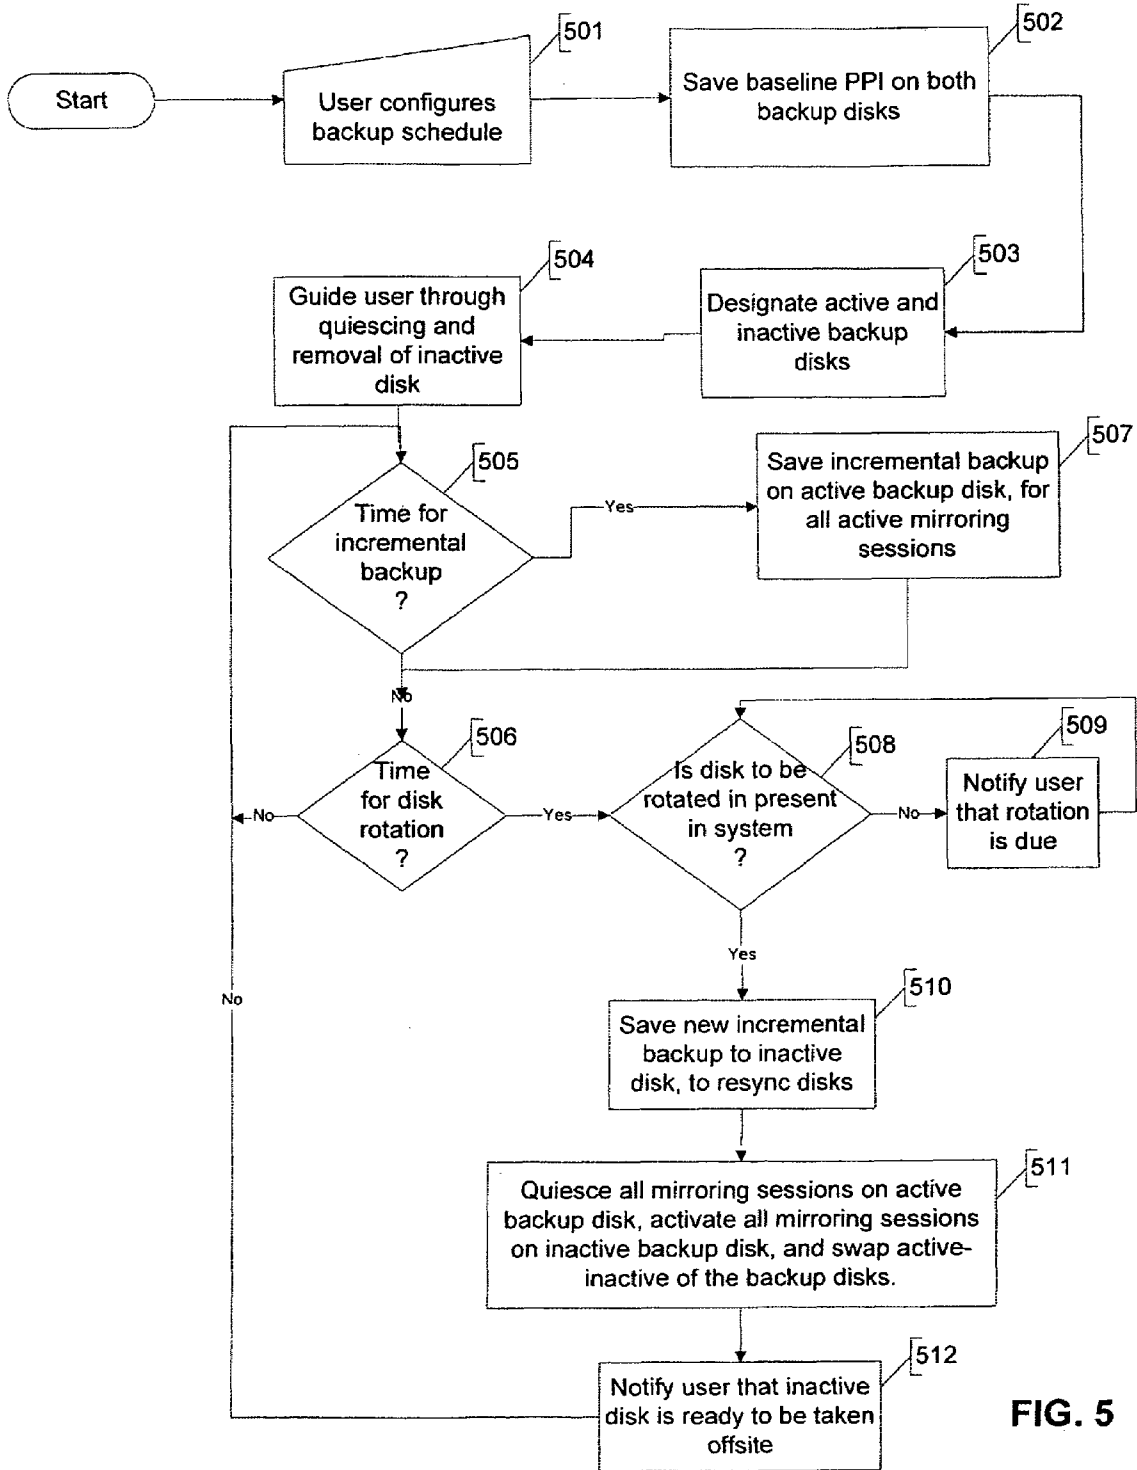 501
502
Start
User configures
backup schedule
Save baseline PPI on both
backup disks
504
503
Guide user through
quiescing and
removal of inactive
disk
Designate active and
inactive backup
disks
505
507
Time for
incremental
backup
?
Yes
Save incremental backup
on active backup disk, for
all active mirroring
sessions
No
506
508
509
Time
for disk
rotation
?
No
Yes
Is disk to be
rotated in present
in system
?
No
Notify user
that rotation
is due
Yes
No
510
Save new incremental
backup to inactive
disk, to resync disks
511
Quiesce all mirroring sessions on active
backup disk, activate all mirroring sessions
on inactive backup disk, and swap active-
inactive of the backup disks.
512
Notify user that inactive
disk is ready to be taken
offsite
FIG. 5